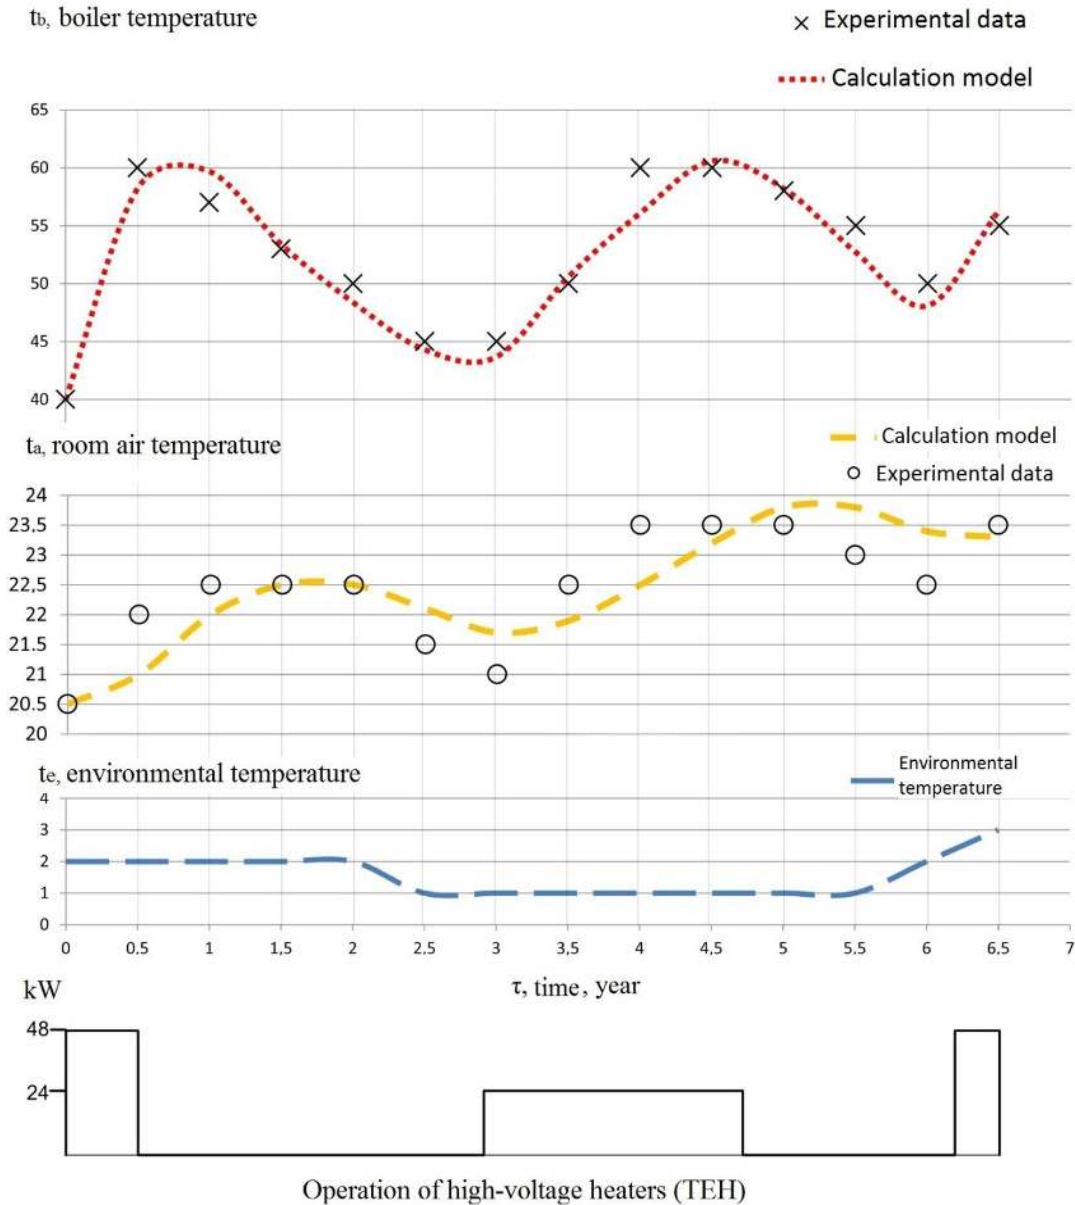 tb, boiler temperature
Experimental data
Calculation model
65
60
55
50
45
40
ta, room air temperature
Calculation model
Experimental data
24
23.5
23
22,5
22
21.5
21
20.5
20
te, environmental temperature
Environmental
temperature
4
3
2
1
0
0 0,5 1 1,5 2 2,5 3 3,5 4 4,5 5 5,5 6 6,5 7
kW
τ, time, year
48
24
Operation of high-voltage heaters (TEH)